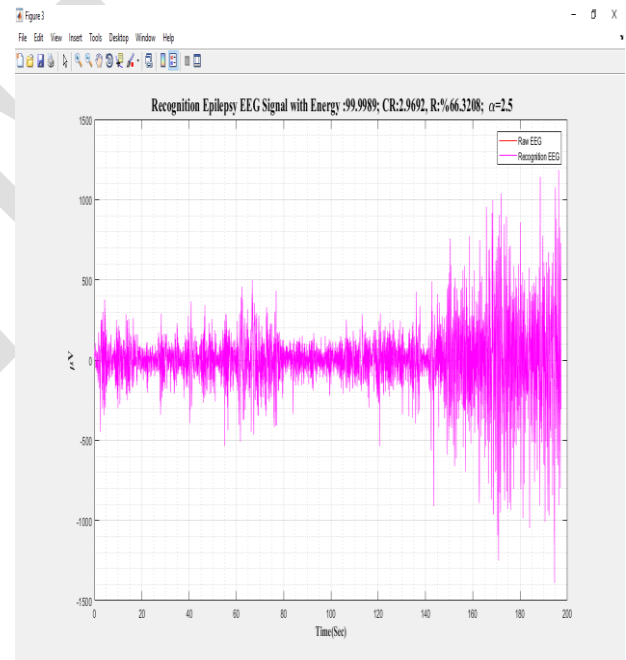 Figure 3
File Edit View Insert Tools Desktop Window Help
Recognition Epilepsy EEG Signal with Energy :99.9989; CR:2.9692, R:%66.3208; α=2.5
Raw EEG
Recognition EEG
1500
1000
500
0
-500
-1000
-1500
μV
0 20 40 60 80 100 120 140 160 180 200
Time(Sec)